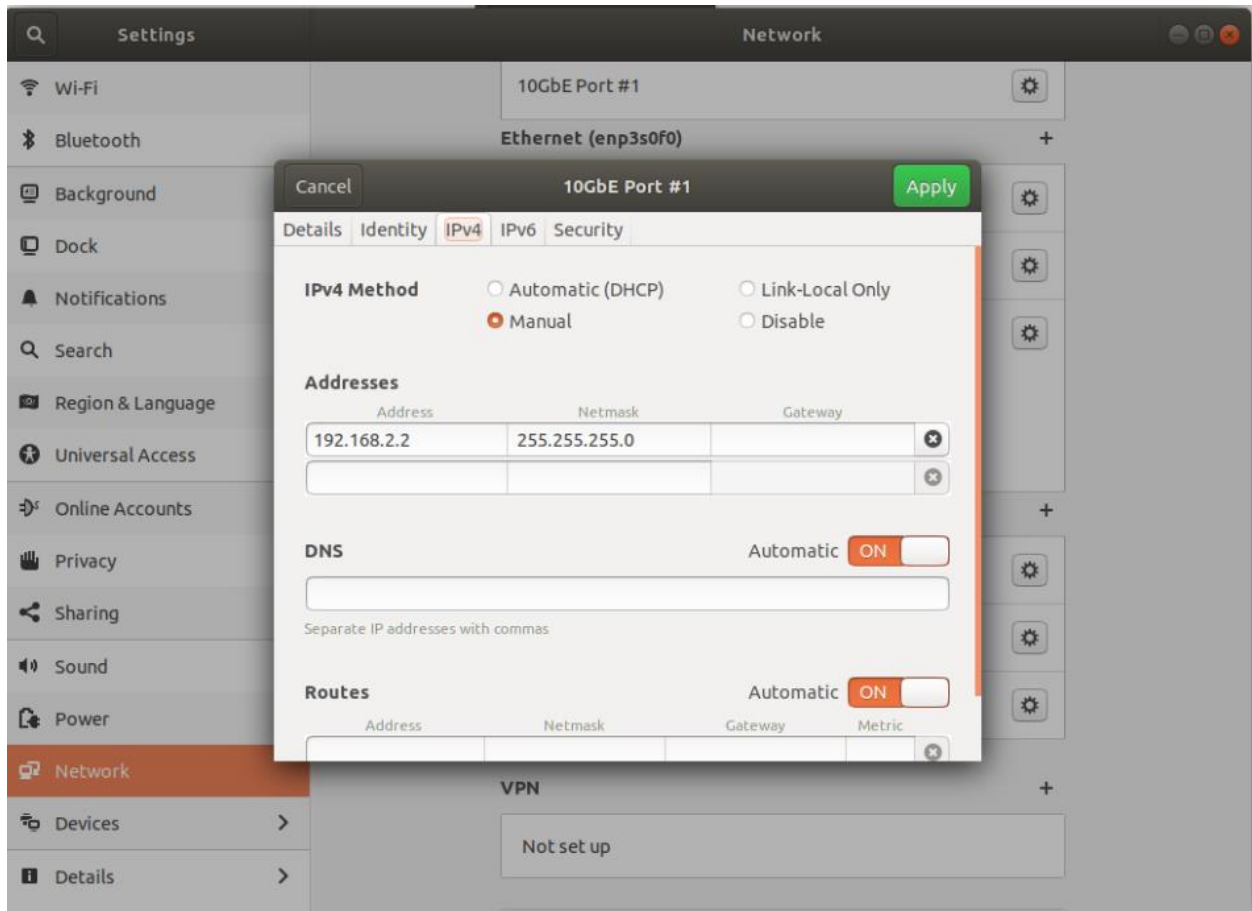 Settings
Network
Wi-Fi
Bluetooth
Background
Dock
Notifications
Search
Region & Language
Universal Access
Online Accounts
Privacy
Sharing
Sound
Power
Network
Devices
Details
10GbE Port #1
Ethernet (enp3s0f0)
Cancel
10GbE Port #1
Apply
Details IPv4 Identity IPv6 Security
IPv4 Method
Automatic (DHCP)
Link-Local Only
Manual
Disable
Addresses
Address Netmask Gateway
192.168.2.2 255.255.255.0
DNS
Automatic ON
Separate IP addresses with commas
Routes
Automatic ON
Address Netmask Gateway Metric
VPN
Not set up